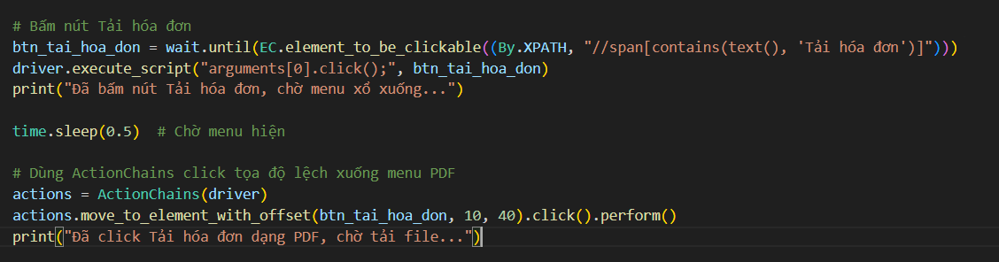 # Bấm nút Tải hóa đơn
btn_tai_hoa_don = wait.until(EC.element_to_be_clickable((By.XPATH, "//span[contains(text(), 'Tải hóa đơn')]")))
driver.execute_script("arguments[0].click();", btn_tai_hoa_don)
print("Đã bấm nút Tải hóa đơn, chờ menu xổ xuống...")
time.sleep(0.5)  # Chờ menu hiện
# Dùng ActionChains click tọa độ lệch xuống menu PDF
actions = ActionChains(driver)
actions.move_to_element_with_offset(btn_tai_hoa_don, 10, 40).click().perform()
print("Đã click Tải hóa đơn dạng PDF, chờ tải file...")